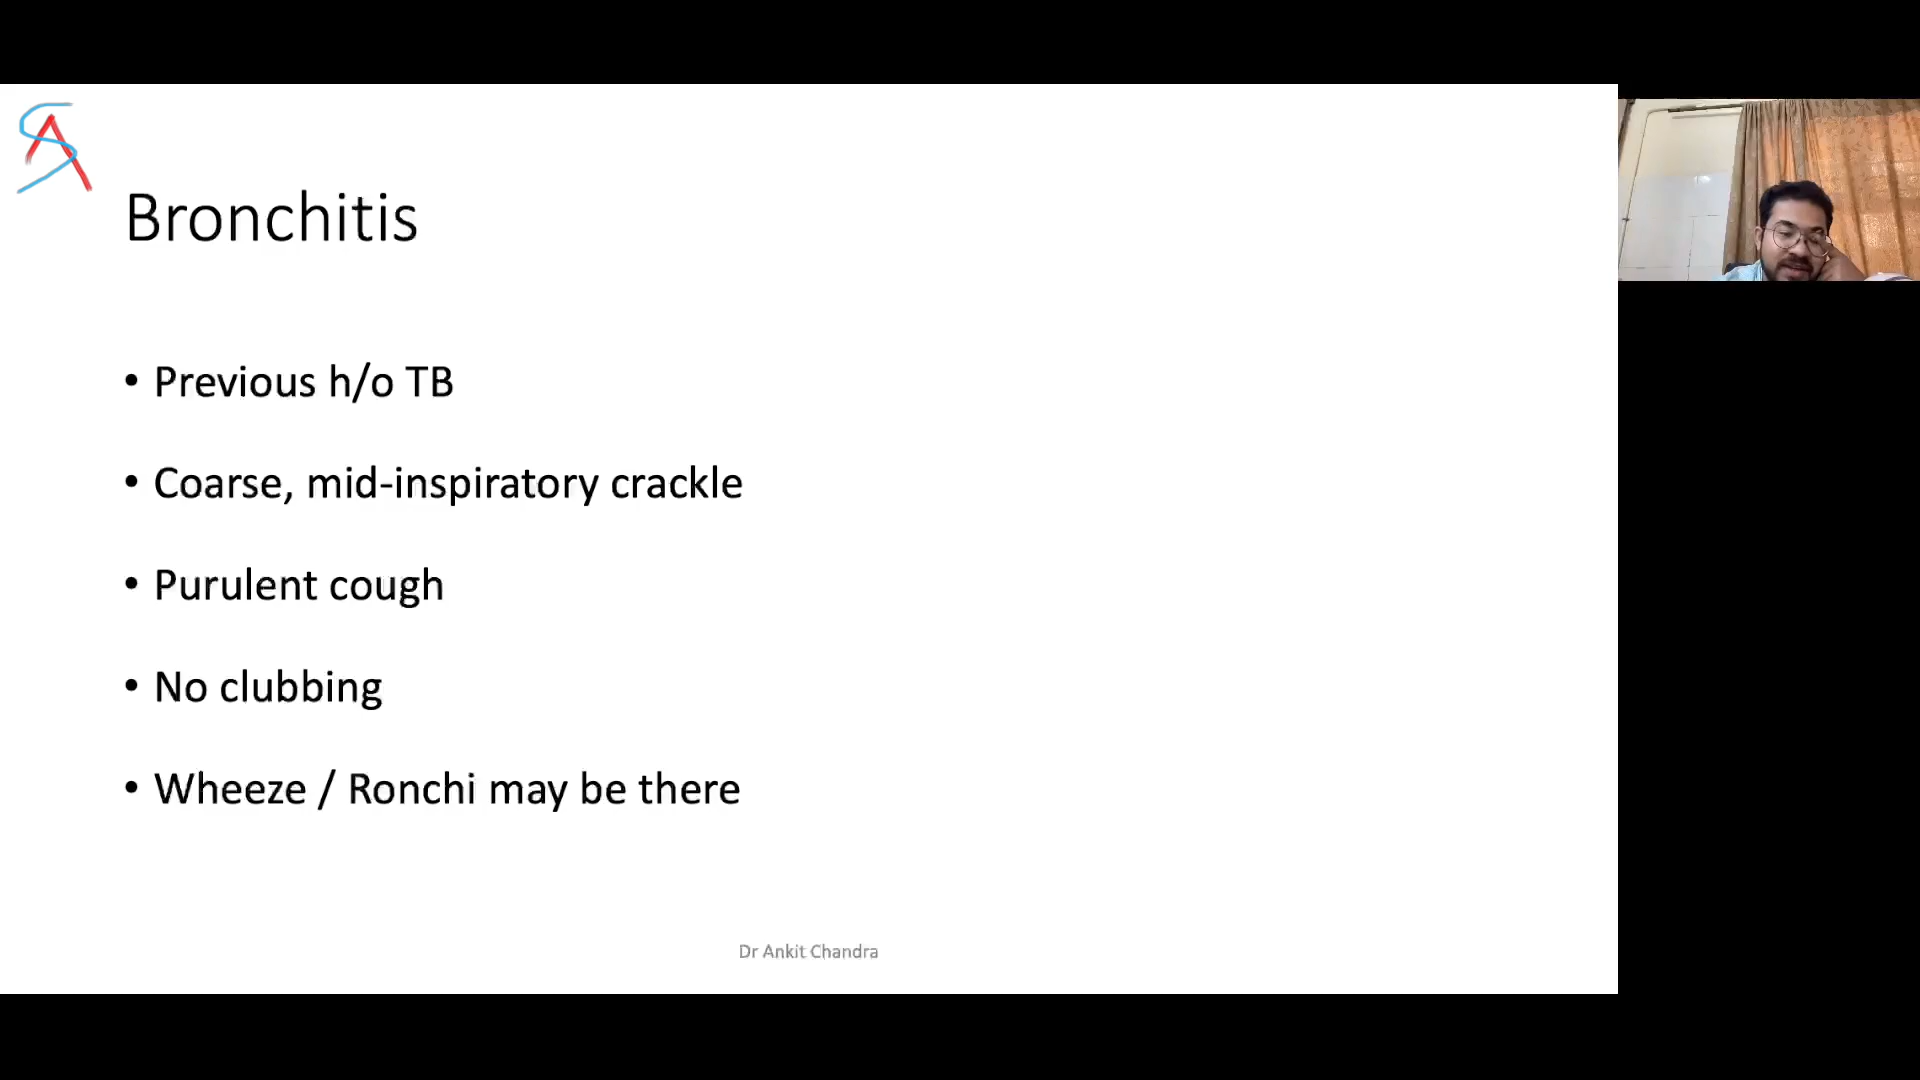 Bronchitis
• Previous h/o TB
• Coarse, mid-inspiratory crackle
• Purulent cough
• No clubbing
• Wheeze / Ronchi may be there
Dr Ankit Chandra